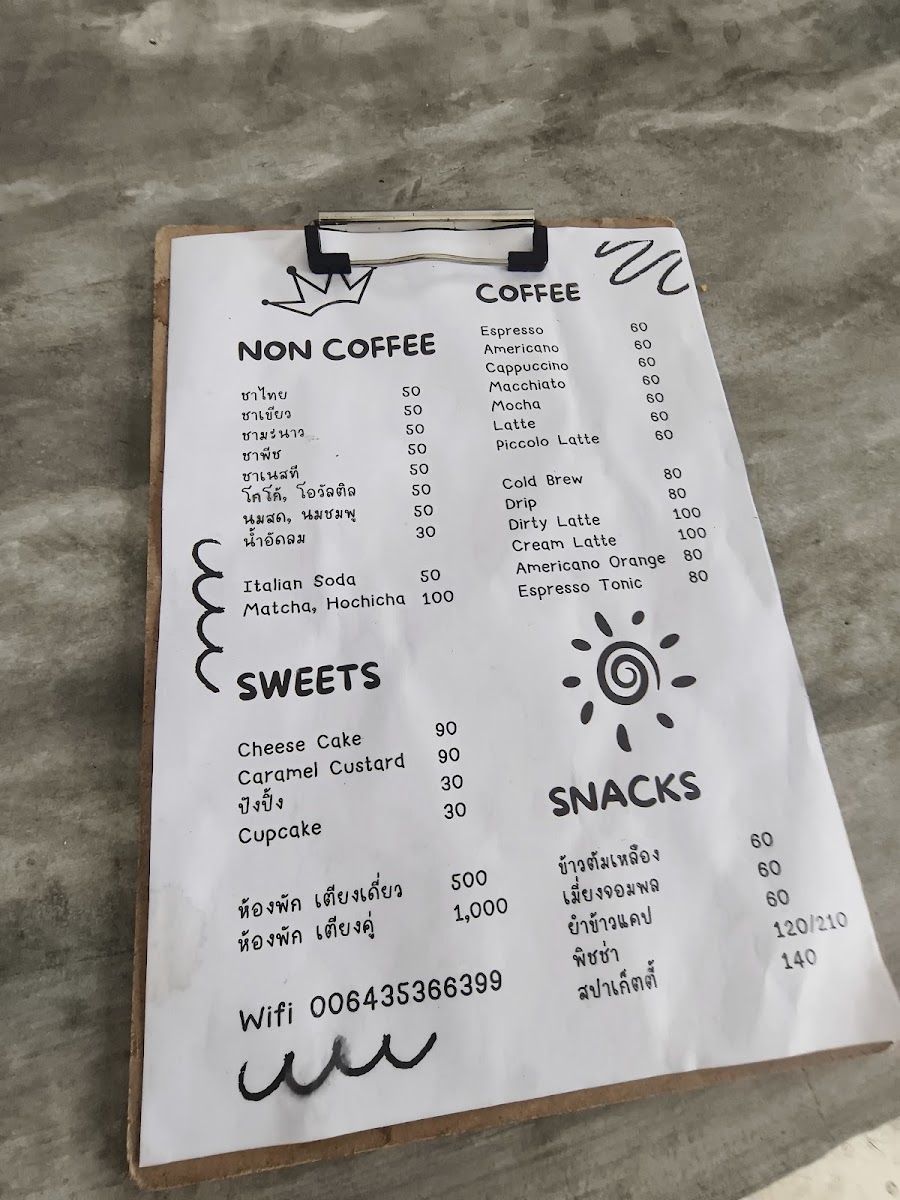 NON COFFEE
ชาไทย 50
ชาเขียว 50
ชามะนาว 50
ชาพีช 50
ชาเนสที 50
โคโค้, โอวัลติล 50
นมสด, นมชมพู 50
น้ำอัดลม 30
Italian Soda 50
Matcha, Hochicha 100
SWEETS
Cheese Cake 90
Caramel Custard 90
ปังปิ้ง 30
Cupcake 30
ห้องพัก เตียงเดี่ยว 500
ห้องพัก เตียงคู่ 1,000
Wifi 006435366399
COFFEE
Espresso 60
Americano 60
Cappuccino 60
Macchiato 60
Mocha 60
Latte 60
Piccolo Latte 60
Cold Brew 80
Drip 80
Dirty Latte 100
Cream Latte 100
Americano Orange 80
Espresso Tonic 80
SNACKS
ข้าวต้มเหลือง 60
เมี่ยงจอมพล 60
ยำข้าวแคป 60
พิชช่า 120/210
สปาเก็ตตี้ 140